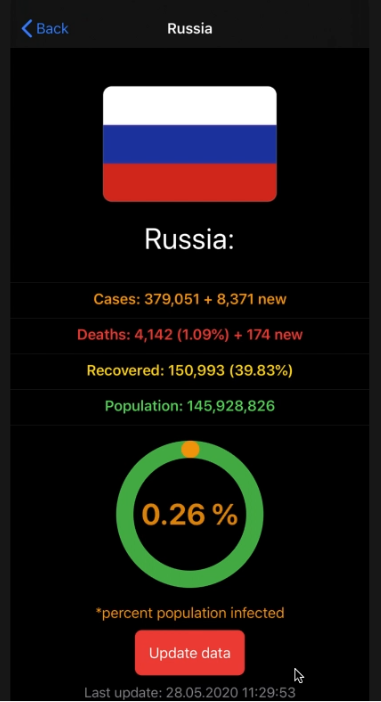 Back
Russia
Russia:
Cases: 379,051 + 8,371 new
Deaths: 4,142 (1.09%) + 174 new
Recovered: 150,993 (39.83%)
Population: 145,928,826
0.26 %
*percent population infected
Update data
Last update: 28.05.2020 11:29:53